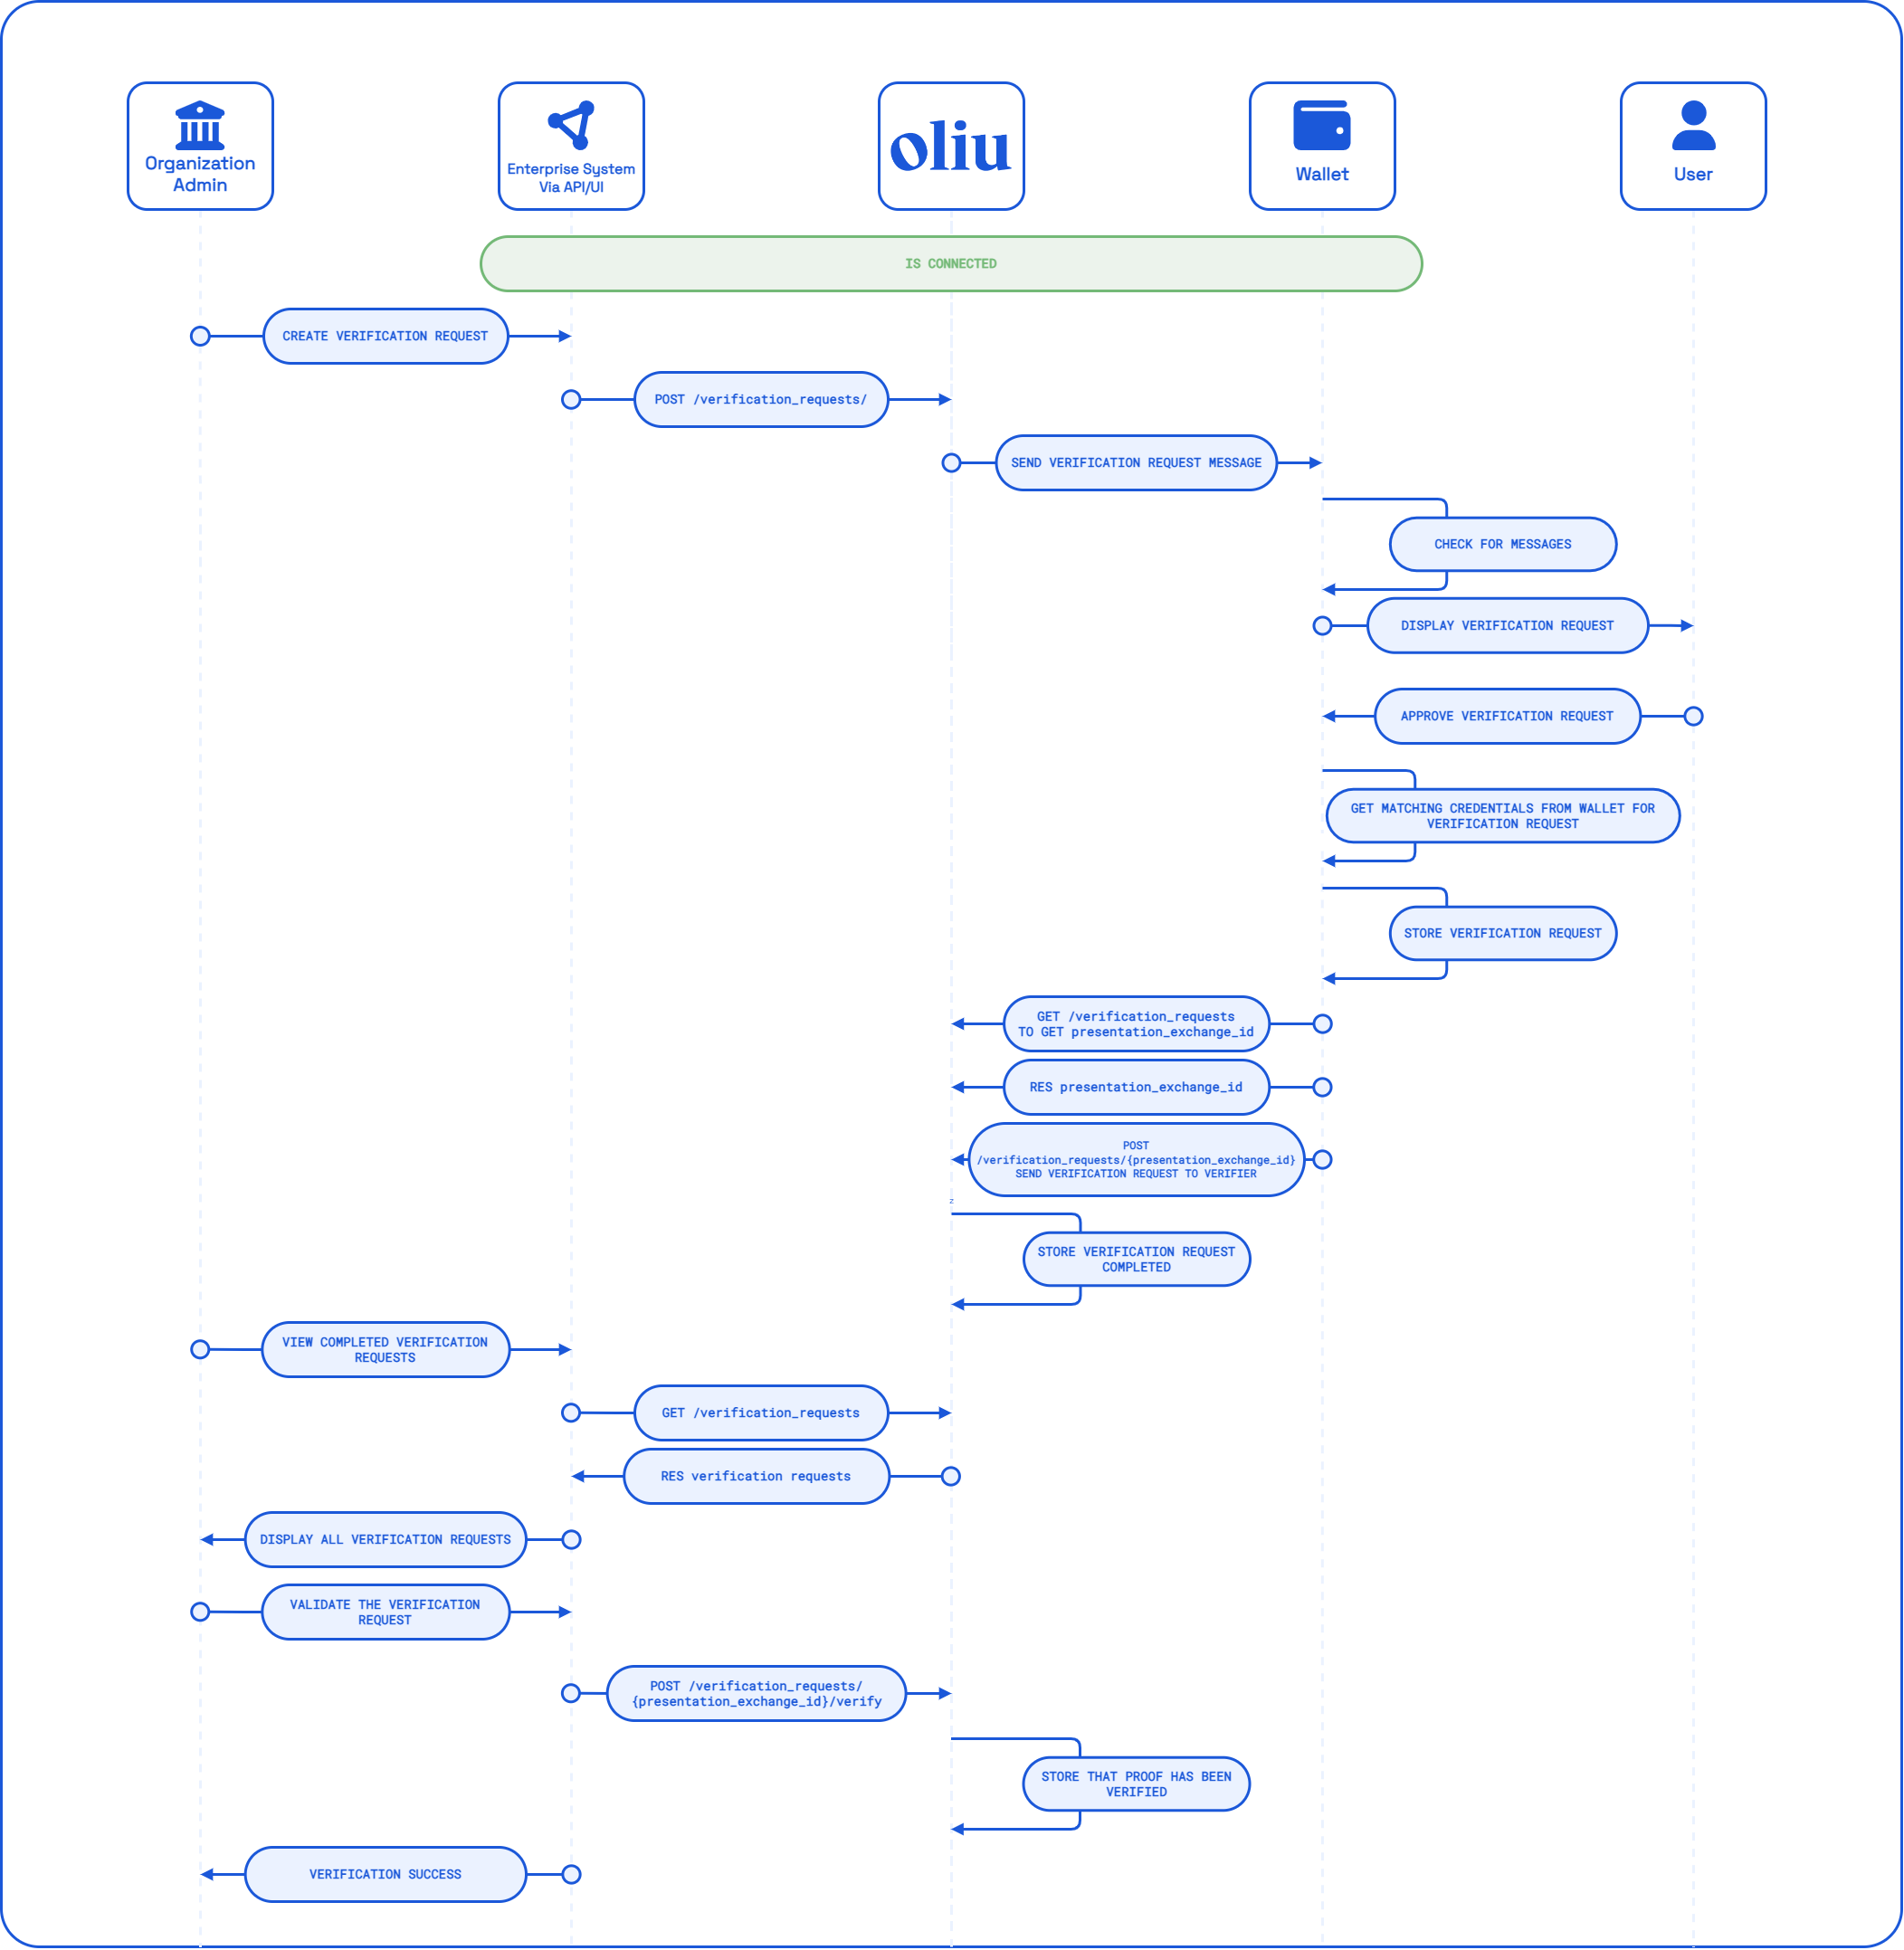 Organization
Admin
Enterprise System
Via API/UI
oliu
Wallet
User
IS CONNECTED
CREATE VERIFICATION REQUEST
POST /verification_requests/
SEND VERIFICATION REQUEST MESSAGE
CHECK FOR MESSAGES
DISPLAY VERIFICATION REQUEST
APPROVE VERIFICATION REQUEST
GET MATCHING CREDENTIALS FROM WALLET FOR
VERIFICATION REQUEST
STORE VERIFICATION REQUEST
GET /verification_requests
TO GET presentation_exchange_id
RES presentation_exchange_id
POST
/verification_requests/{presentation_exchange_id}
SEND VERIFICATION REQUEST TO VERIFIER
z
STORE VERIFICATION REQUEST
COMPLETED
VIEW COMPLETED VERIFICATION
REQUESTS
GET /verification_requests
RES verification requests
DISPLAY ALL VERIFICATION REQUESTS
VALIDATE THE VERIFICATION
REQUEST
POST /verification_requests/
{presentation_exchange_id}/verify
STORE THAT PROOF HAS BEEN
VERIFIED
VERIFICATION SUCCESS